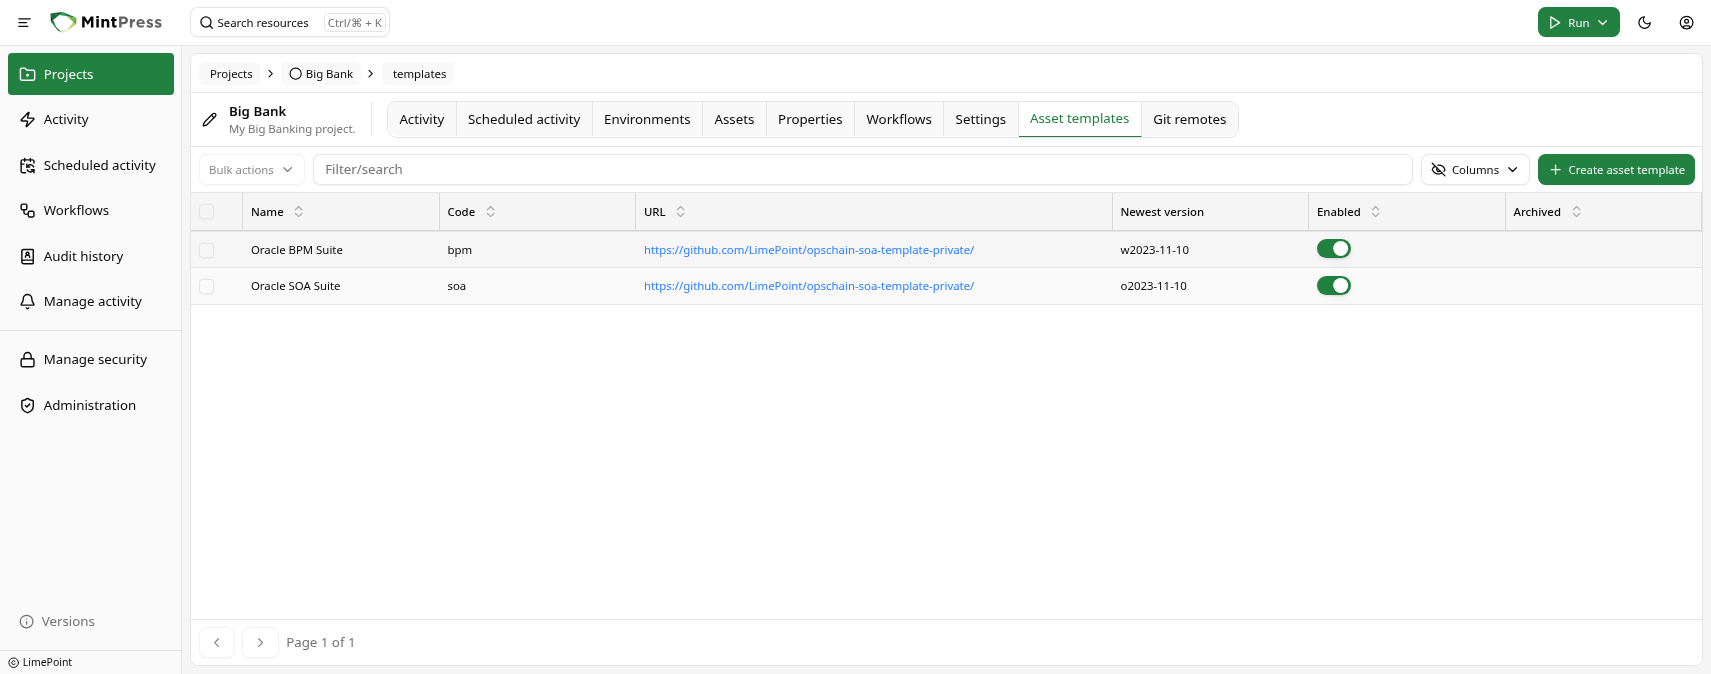 MintPress
Search resources Ctrl/⌘ + K
Run
Projects
Activity
Scheduled activity
Workflows
Audit history
Manage activity
Manage security
Administration
Versions
© LimePoint
Projects > Big Bank > templates
Big Bank
My Big Banking project.
Activity Scheduled activity Environments Assets Properties Workflows Settings Asset templates Git remotes
Bulk actions Filter/search Columns Create asset template
Name Code URL Newest version Enabled Archived
Oracle BPM Suite bpm https://github.com/LimePoint/opschain-soa-template-private/ w2023-11-10
Oracle SOA Suite soa https://github.com/LimePoint/opschain-soa-template-private/ o2023-11-10
Page 1 of 1